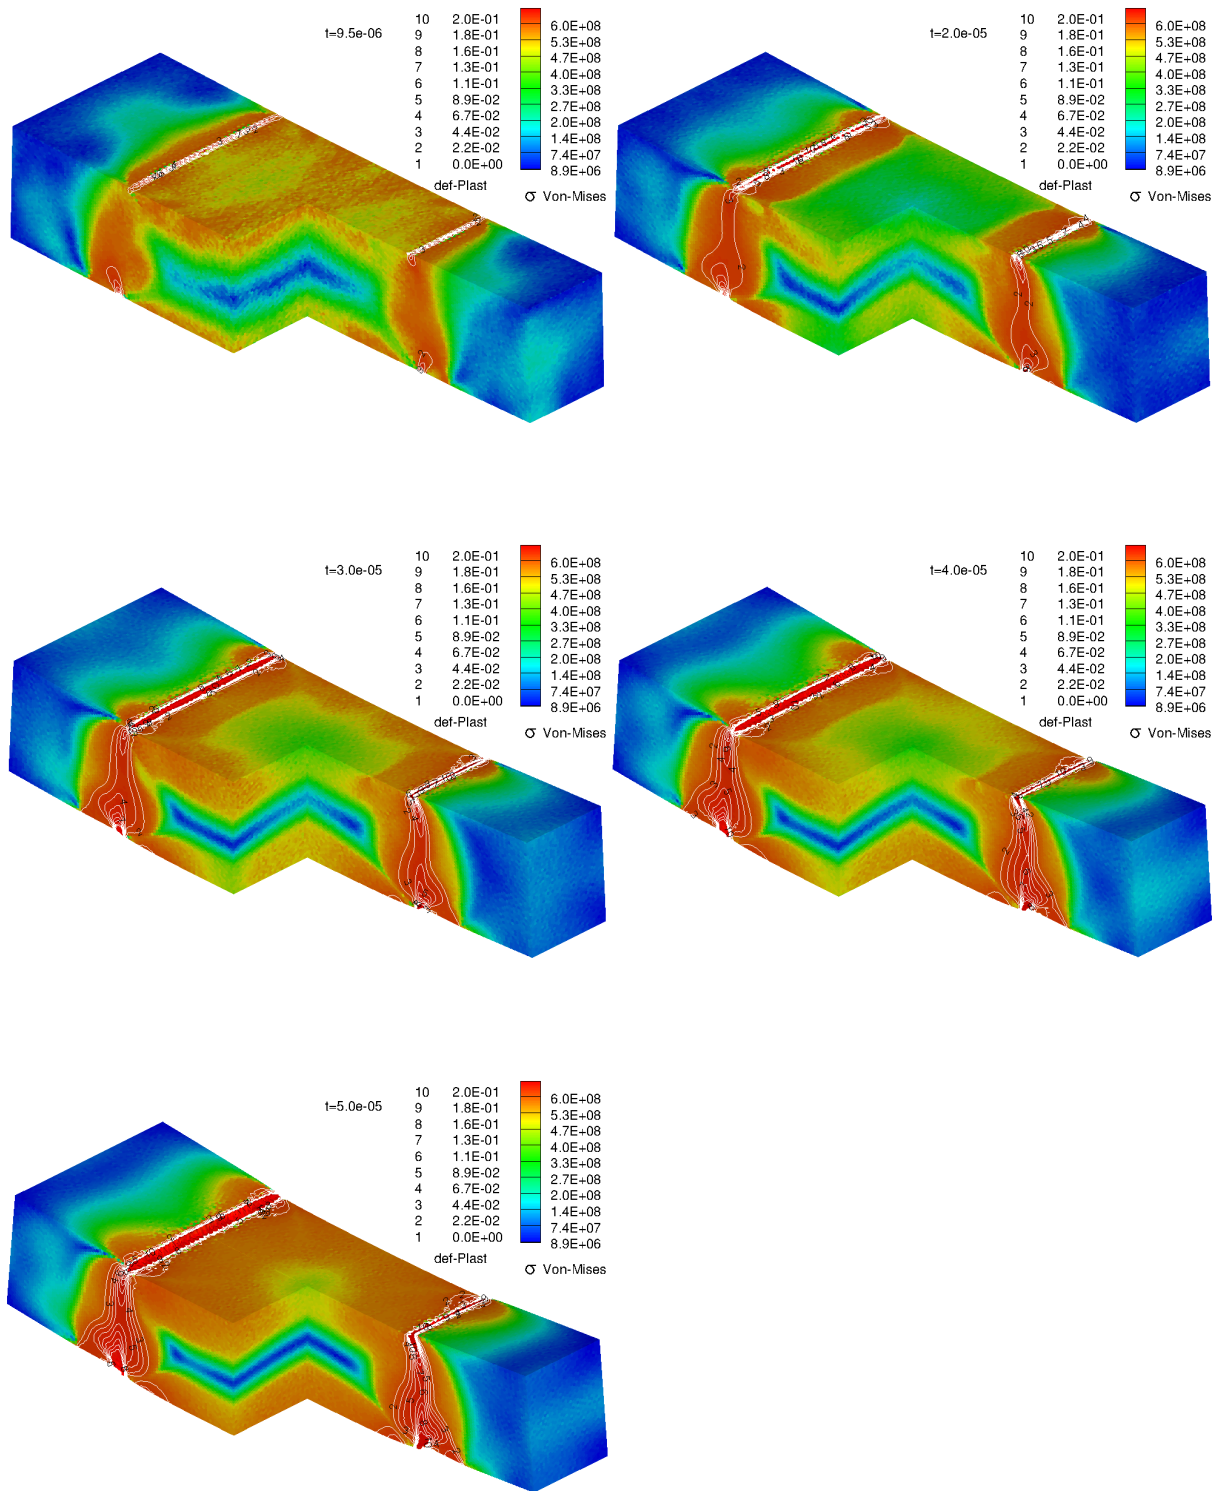 t=9.5e-06
10 2.0E-01
9 1.8E-01
8 1.6E-01
7 1.3E-01
6 1.1E-01
5 8.9E-02
4 6.7E-02
3 4.4E-02
2 2.2E-02
1 0.0E+00
def-Plast
6.0E+08
5.3E+08
4.7E+08
4.0E+08
3.3E+08
2.7E+08
2.0E+08
1.4E+08
7.4E+07
8.9E+06
σ Von-Mises
t=2.0e-05
10 2.0E-01
9 1.8E-01
8 1.6E-01
7 1.3E-01
6 1.1E-01
5 8.9E-02
4 6.7E-02
3 4.4E-02
2 2.2E-02
1 0.0E+00
def-Plast
6.0E+08
5.3E+08
4.7E+08
4.0E+08
3.3E+08
2.7E+08
2.0E+08
1.4E+08
7.4E+07
8.9E+06
σ Von-Mises
t=3.0e-05
10 2.0E-01
9 1.8E-01
8 1.6E-01
7 1.3E-01
6 1.1E-01
5 8.9E-02
4 6.7E-02
3 4.4E-02
2 2.2E-02
1 0.0E+00
def-Plast
6.0E+08
5.3E+08
4.7E+08
4.0E+08
3.3E+08
2.7E+08
2.0E+08
1.4E+08
7.4E+07
8.9E+06
σ Von-Mises
t=4.0e-05
10 2.0E-01
9 1.8E-01
8 1.6E-01
7 1.3E-01
6 1.1E-01
5 8.9E-02
4 6.7E-02
3 4.4E-02
2 2.2E-02
1 0.0E+00
def-Plast
6.0E+08
5.3E+08
4.7E+08
4.0E+08
3.3E+08
2.7E+08
2.0E+08
1.4E+08
7.4E+07
8.9E+06
σ Von-Mises
t=5.0e-05
10 2.0E-01
9 1.8E-01
8 1.6E-01
7 1.3E-01
6 1.1E-01
5 8.9E-02
4 6.7E-02
3 4.4E-02
2 2.2E-02
1 0.0E+00
def-Plast
6.0E+08
5.3E+08
4.7E+08
4.0E+08
3.3E+08
2.7E+08
2.0E+08
1.4E+08
7.4E+07
8.9E+06
σ Von-Mises